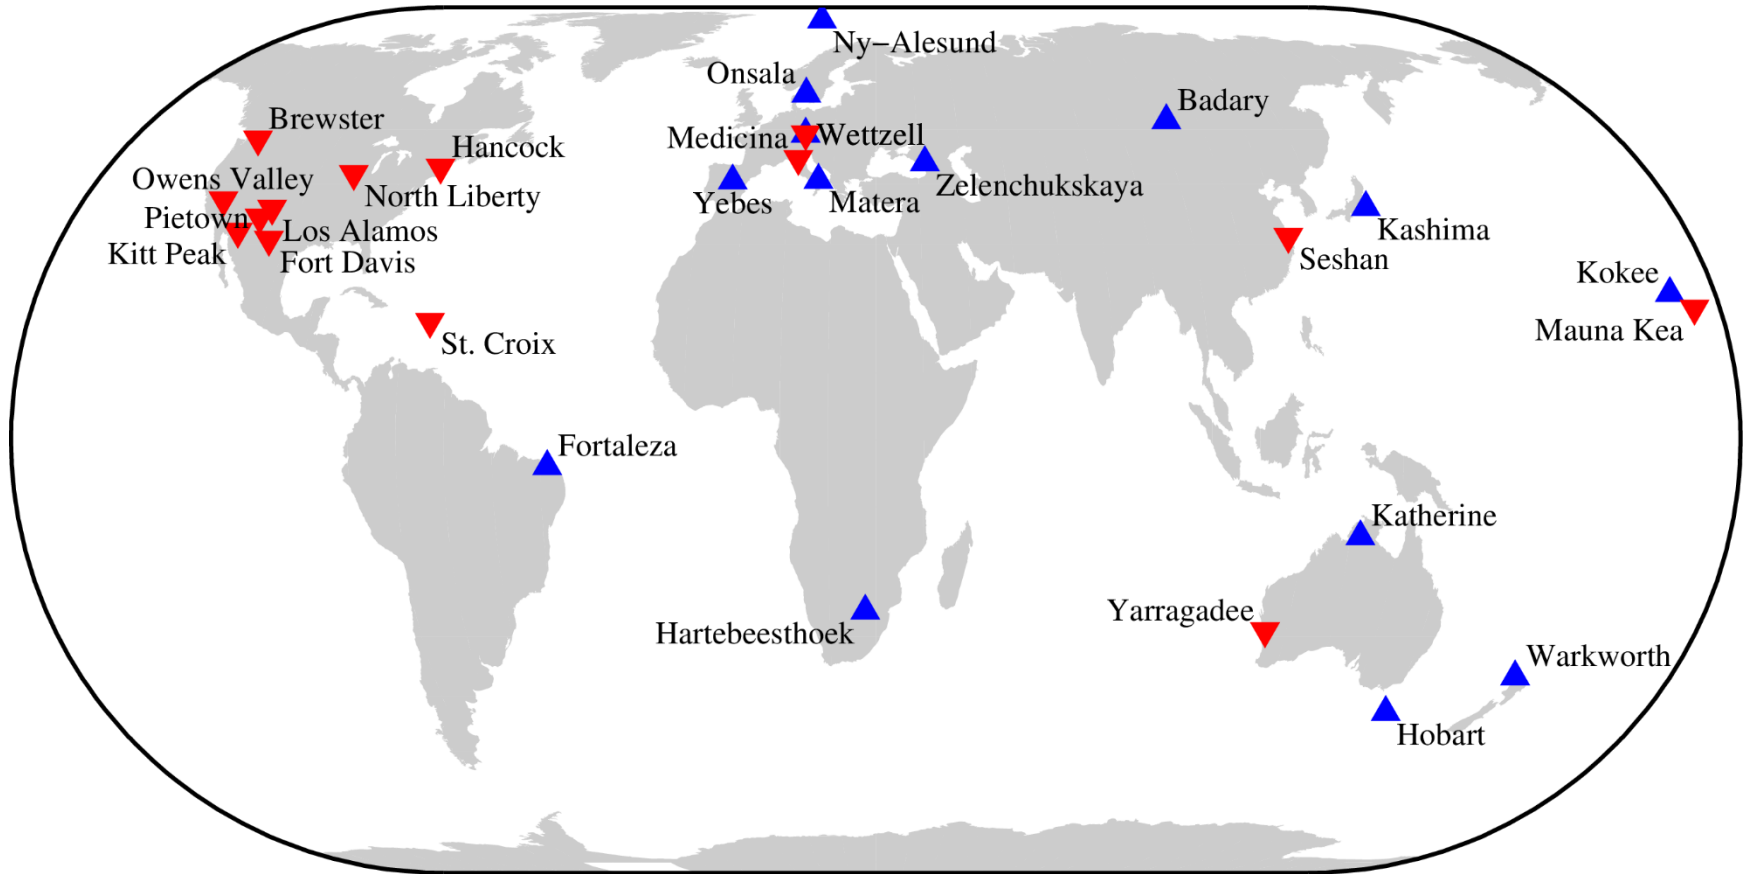 Ny−Alesund
Onsala
Badary
Brewster
Medicina
Wettzell
Hancock
Owens Valley
Zelenchukskaya
North Liberty
Yebes
Matera
Pietown
Los Alamos
Kashima
Kitt Peak
Fort Davis
Seshan
Kokee
Mauna Kea
St. Croix
Fortaleza
Katherine
Yarragadee
Hartebeesthoek
Warkworth
Hobart